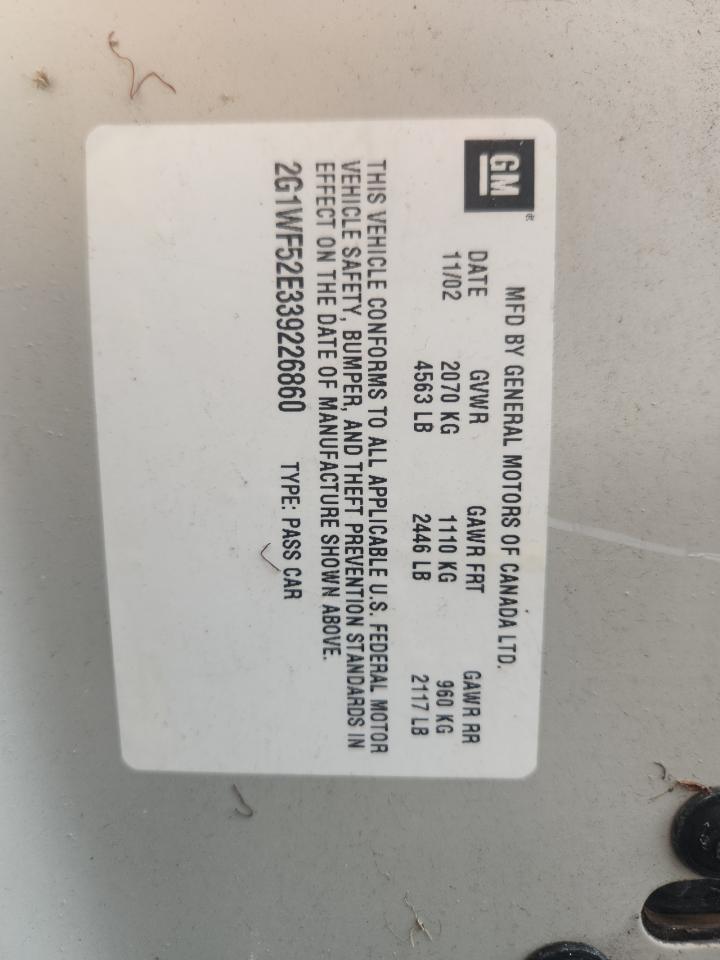 GM®
MFD BY GENERAL MOTORS OF CANADA LTD.
DATE GVWR GAWR FRT GAWR RR
11/02 2070 KG 1110 KG 960 KG
4563 LB 2446 LB 2117 LB
THIS VEHICLE CONFORMS TO ALL APPLICABLE U.S. FEDERAL MOTOR
VEHICLE SAFETY, BUMPER, AND THEFT PREVENTION STANDARDS IN
EFFECT ON THE DATE OF MANUFACTURE SHOWN ABOVE.
2G1WF52E339226860 TYPE: PASS CAR